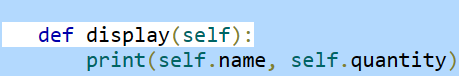 def display(self):
    print(self.name, self.quantity)